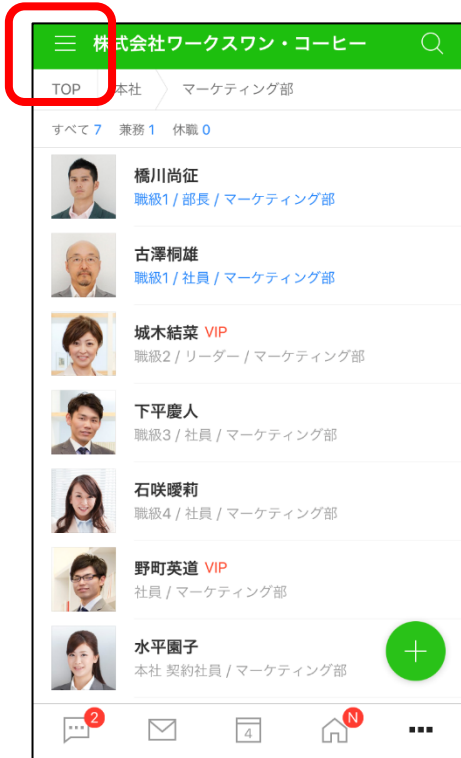 株式会社ワークスワン・コーヒー
TOP 本社 マーケティング部
すべて 7 兼務 1 休職 0
橋川尚征
職級1 / 部長 / マーケティング部
古澤桐雄
職級1 / 社員 / マーケティング部
城木結菜 VIP
職級2 / リーダー / マーケティング部
下平慶人
職級3 / 社員 / マーケティング部
石咲曖莉
職級4 / 社員 / マーケティング部
野町英道 VIP
社員 / マーケティング部
水平園子
本社 契約社員 / マーケティング部
2 4 N